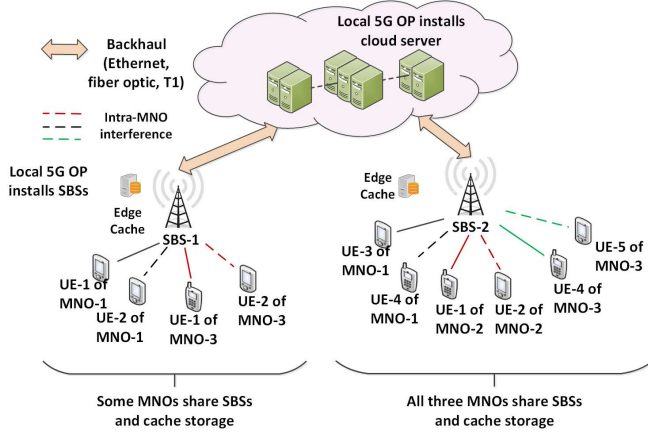 Local 5G OP installs
cloud server
Backhaul
(Ethernet,
fiber optic, T1)
Intra-MNO
interference
Local 5G OP
installs SBSs
Edge
Cache
SBS-1
UE-1 of
MNO-1
UE-2 of
MNO-1
UE-1 of
MNO-3
UE-2 of
MNO-3
Some MNOs share SBSs
and cache storage
Edge
Cache
SBS-2
UE-3 of
MNO-1
UE-4 of
MNO-1
UE-1 of
MNO-2
UE-2 of
MNO-2
UE-4 of
MNO-3
UE-5 of
MNO-3
All three MNOs share SBSs
and cache storage